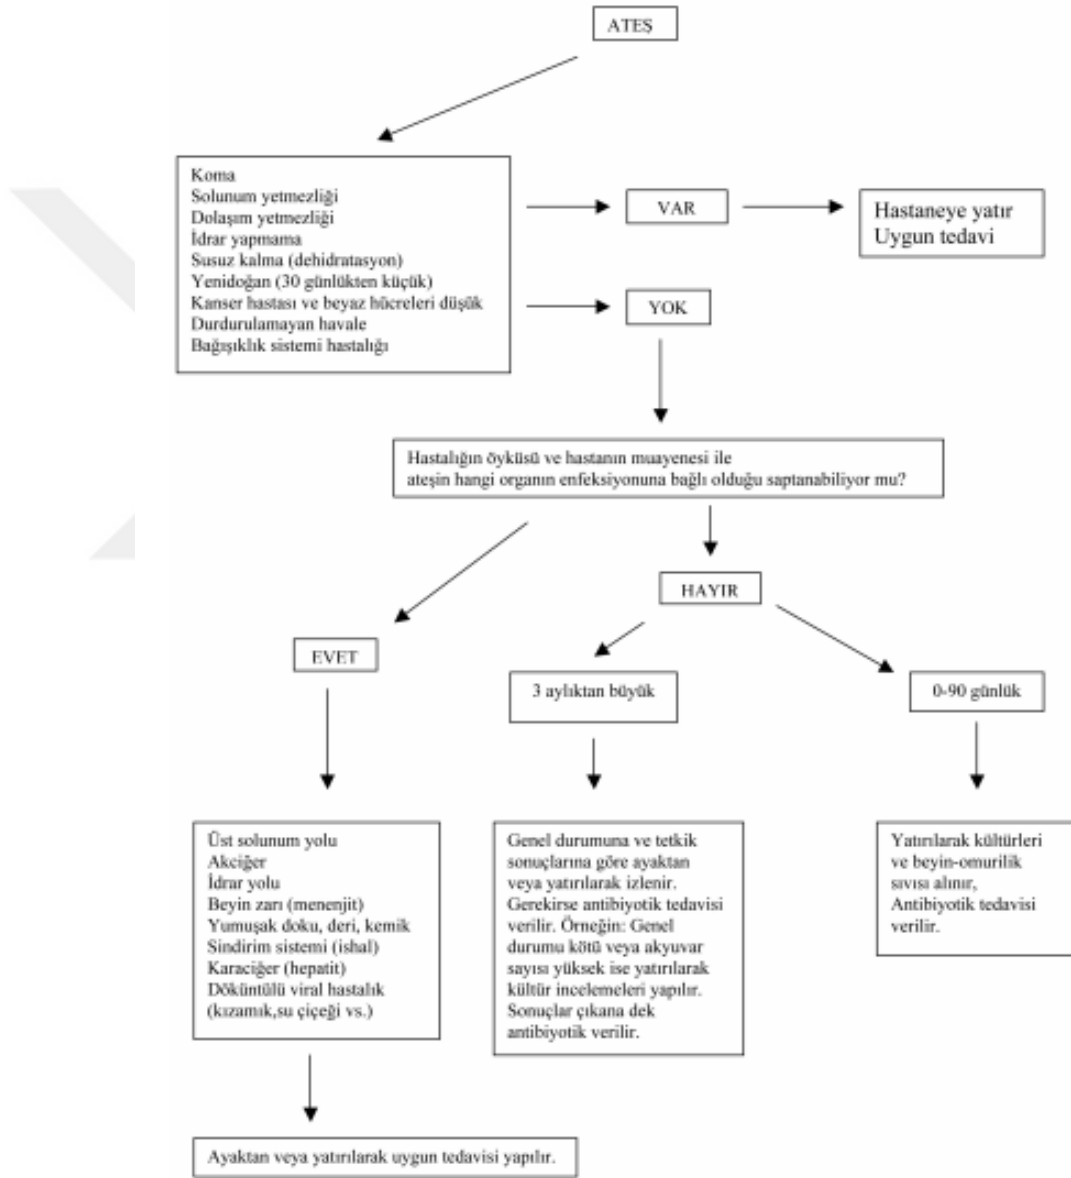 ATEŞ
Koma
Solunum yetmezliği
Dolaşım yetmezliği
İdrar yapmama
Susuz kalma (dehidratasyon)
Yenidoğan (30 günlükten küçük)
Kanser hastası ve beyaz hücreleri düşük
Durdurulamayan havale
Bağışıklık sistemi hastalığı
VAR
Hastaneye yatır
Uygun tedavi
YOK
Hastalığın öyküsü ve hastanın muayenesi ile
ateşin hangi organın enfeksiyonuna bağlı olduğu saptanabiliyor mu?
HAYIR
EVET
3 aylıktan büyük
0-90 günlük
Üst solunum yolu
Akciğer
İdrar yolu
Beyin zarı (menenjit)
Yumuşak doku, deri, kemik
Sindirim sistemi (ishal)
Karaciğer (hepatit)
Döküntülü viral hastalık
(kızamık,su çiçeği vs.)
Genel durumuna ve tetkik
sonuçlarına göre ayaktan
veya yatırılarak izlenir.
Gerekirse antibiyotik tedavisi
verilir. Örneğin: Genel
durumu kötü veya akyuvar
sayısı yüksek ise yatırılarak
kültür incelemeleri yapılır.
Sonuçlar çıkana dek
antibiyotik verilir.
Yatırılarak kültürleri
ve beyin-omurilik
sıvısı alınır,
Antibiyotik tedavisi
verilir.
Ayaktan veya yatırılarak uygun tedavisi yapılır.